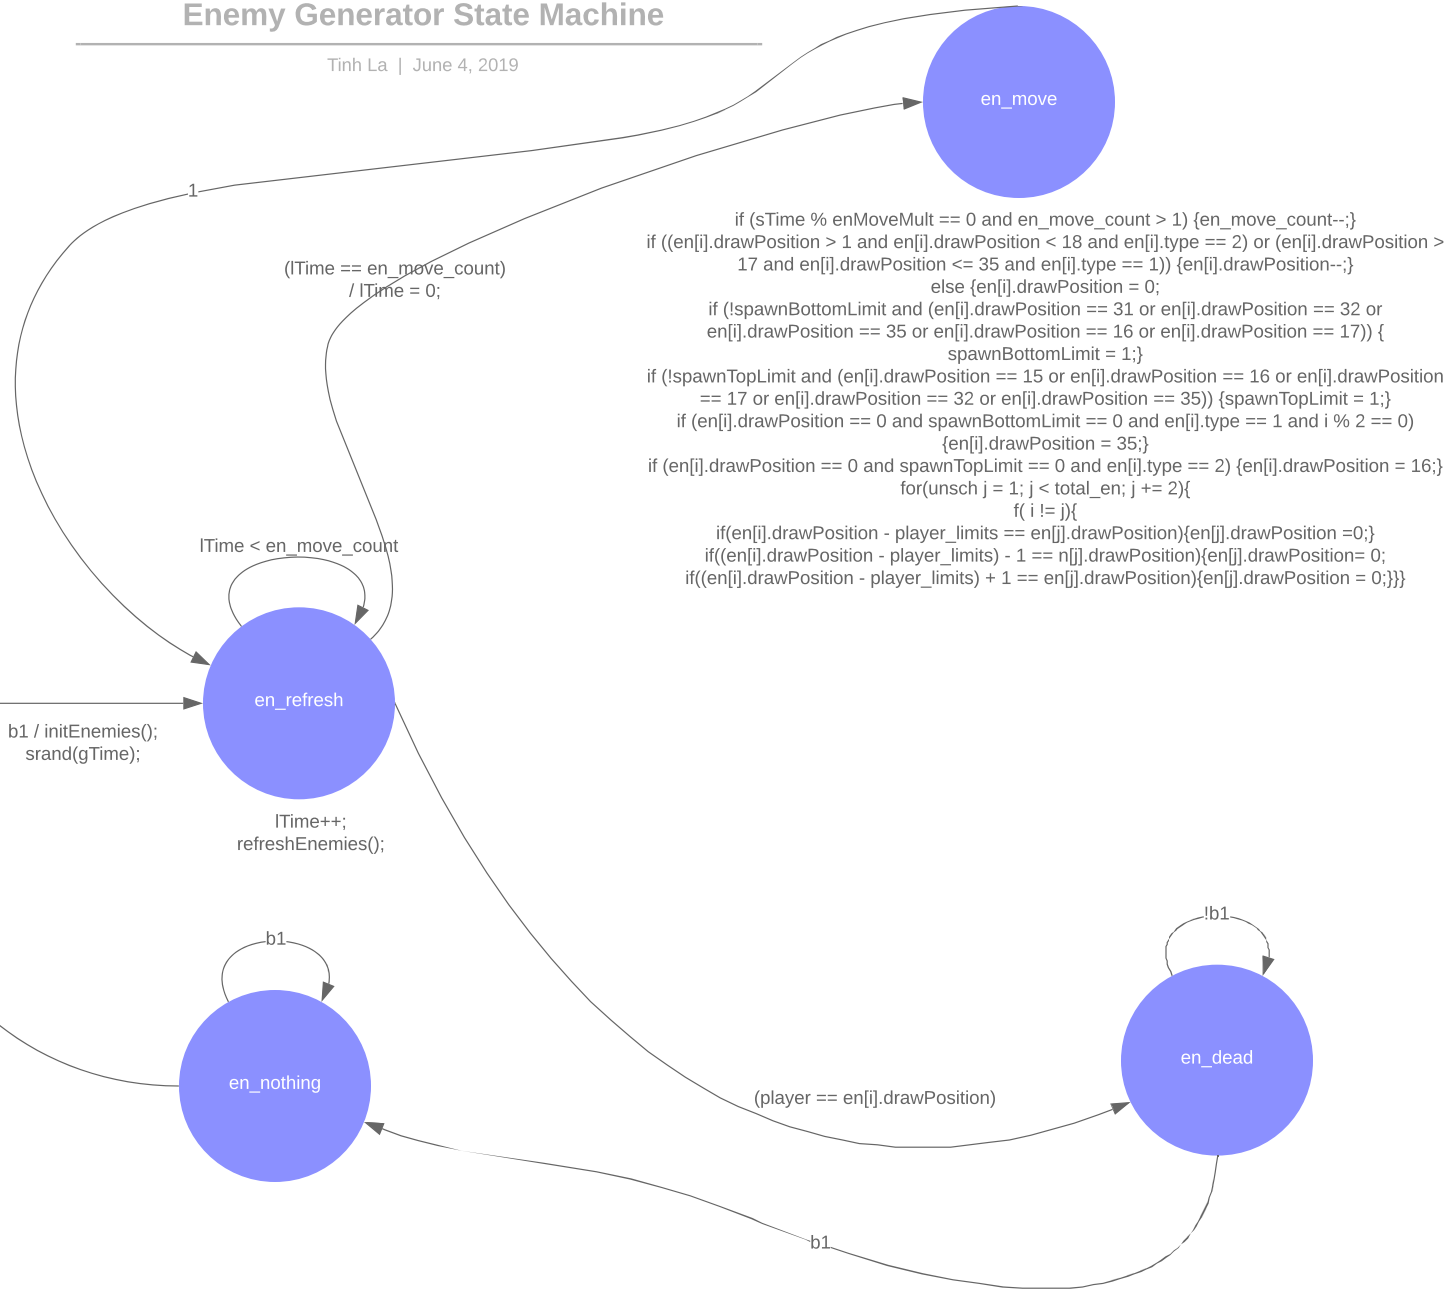 Enemy Generator State Machine
Tinh La | June 4, 2019
en_move
1
if (sTime % enMoveMult == 0 and en_move_count > 1) {en_move_count--;}
if ((en[i].drawPosition > 1 and en[i].drawPosition < 18 and en[i].type == 2) or (en[i].drawPosition >
17 and en[i].drawPosition <= 35 and en[i].type == 1)) {en[i].drawPosition--;}
else {en[i].drawPosition = 0;
if (!spawnBottomLimit and (en[i].drawPosition == 31 or en[i].drawPosition == 32 or
en[i].drawPosition == 35 or en[i].drawPosition == 16 or en[i].drawPosition == 17)) {
spawnBottomLimit = 1;}
if (!spawnTopLimit and (en[i].drawPosition == 15 or en[i].drawPosition == 16 or en[i].drawPosition
== 17 or en[i].drawPosition == 32 or en[i].drawPosition == 35)) {spawnTopLimit = 1;}
if (en[i].drawPosition == 0 and spawnBottomLimit == 0 and en[i].type == 1 and i % 2 == 0)
{en[i].drawPosition = 35;}
if (en[i].drawPosition == 0 and spawnTopLimit == 0 and en[i].type == 2) {en[i].drawPosition = 16;}
for(unsch j = 1; j < total_en; j += 2){
f( i != j){
if(en[i].drawPosition - player_limits == en[j].drawPosition){en[j].drawPosition =0;}
if((en[i].drawPosition - player_limits) - 1 == n[j].drawPosition){en[j].drawPosition= 0;
if((en[i].drawPosition - player_limits) + 1 == en[j].drawPosition){en[j].drawPosition = 0;}}}
(lTime == en_move_count)
/ lTime = 0;
lTime < en_move_count
en_refresh
b1 / initEnemies();
srand(gTime);
lTime++;
refreshEnemies();
!b1
b1
en_dead
en_nothing
(player == en[i].drawPosition)
b1